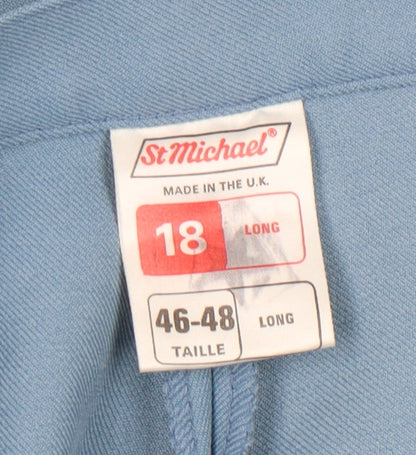 St Michael®
MADE IN THE U.K.
18 LONG
46-48 LONG
TAILLE